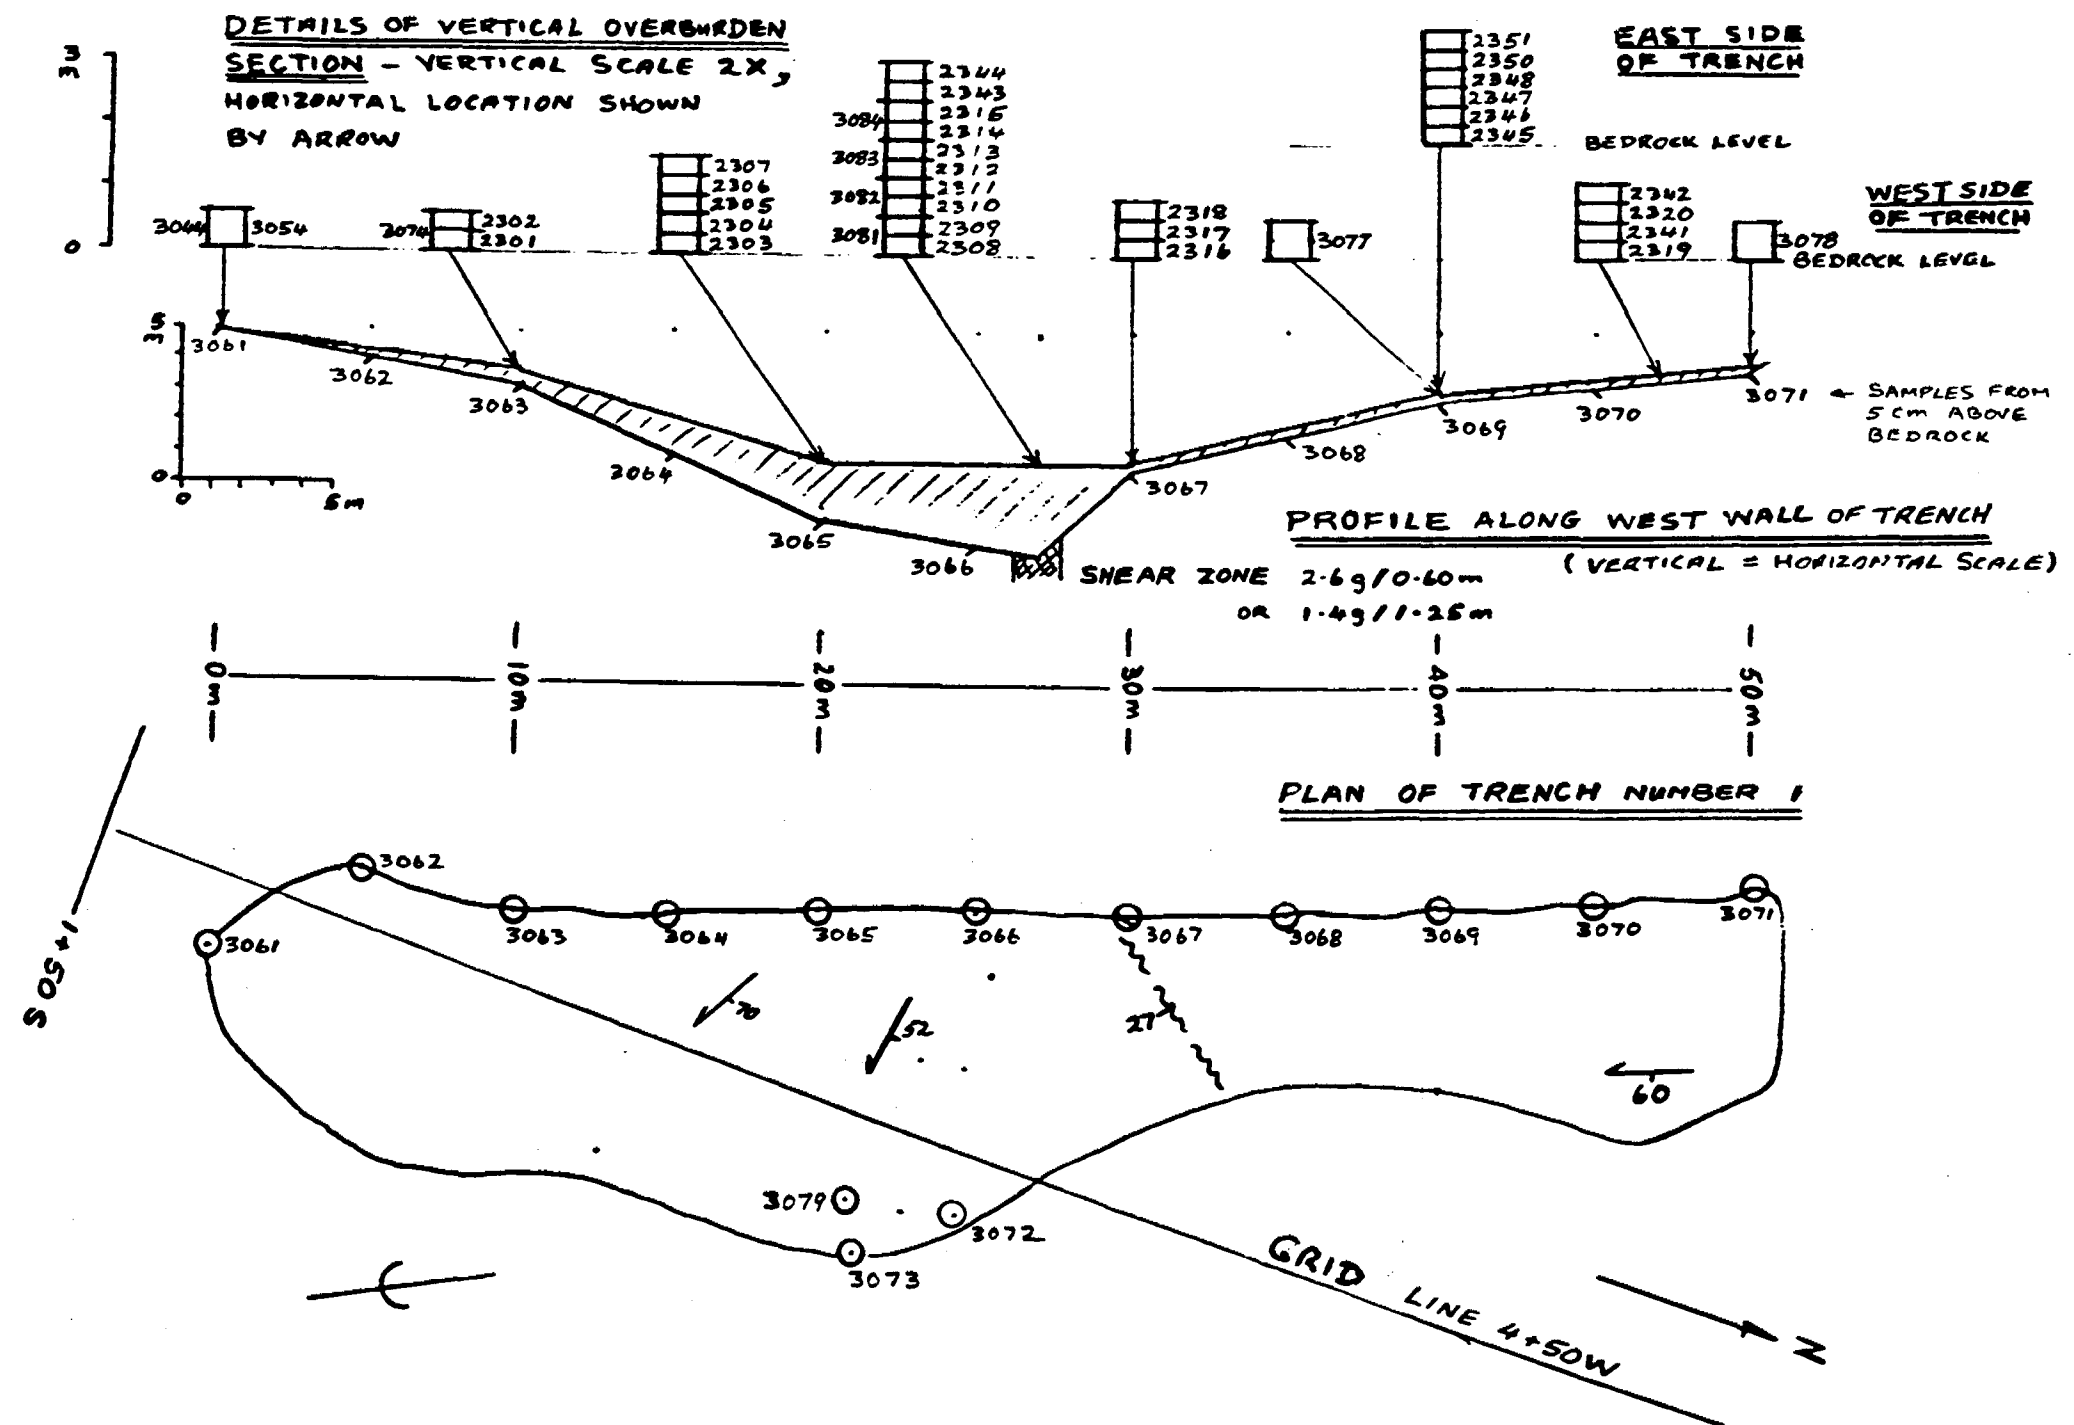 DETAILS OF VERTICAL OVERBURDEN
SECTION - VERTICAL SCALE 2X,
HORIZONTAL LOCATION SHOWN
BY ARROW
EAST SIDE
OF TRENCH
3
m
0
2351
2350
2348
2347
2346
2345
BEDROCK LEVEL
2344
2343
2315
2314
2313
2312
2311
2310
2309
2308
3084
3083
3082
3081
2307
2306
2305
2304
2303
3044
3054
3074
2302
2301
2318
2317
2316
3077
2342
2320
2341
2319
WEST SIDE
OF TRENCH
3078
BEDROCK LEVEL
5
m
0
0
5m
3061
3062
3063
3064
3065
3066
3067
3068
3069
3070
3071 ← SAMPLES FROM
5 cm ABOVE
BEDROCK
PROFILE ALONG WEST WALL OF TRENCH
(VERTICAL = HORIZONTAL SCALE)
SHEAR ZONE 2.6g/0.60m
OR 1.4g/1.25m
0m
10m
20m
30m
40m
50m
PLAN OF TRENCH NUMBER 1
1+50 S
3062
3061
3063
3064
3065
3066
3067
3068
3069
3070
3071
70
52
27
60
3079
3072
3073
GRID LINE 4+50W
N